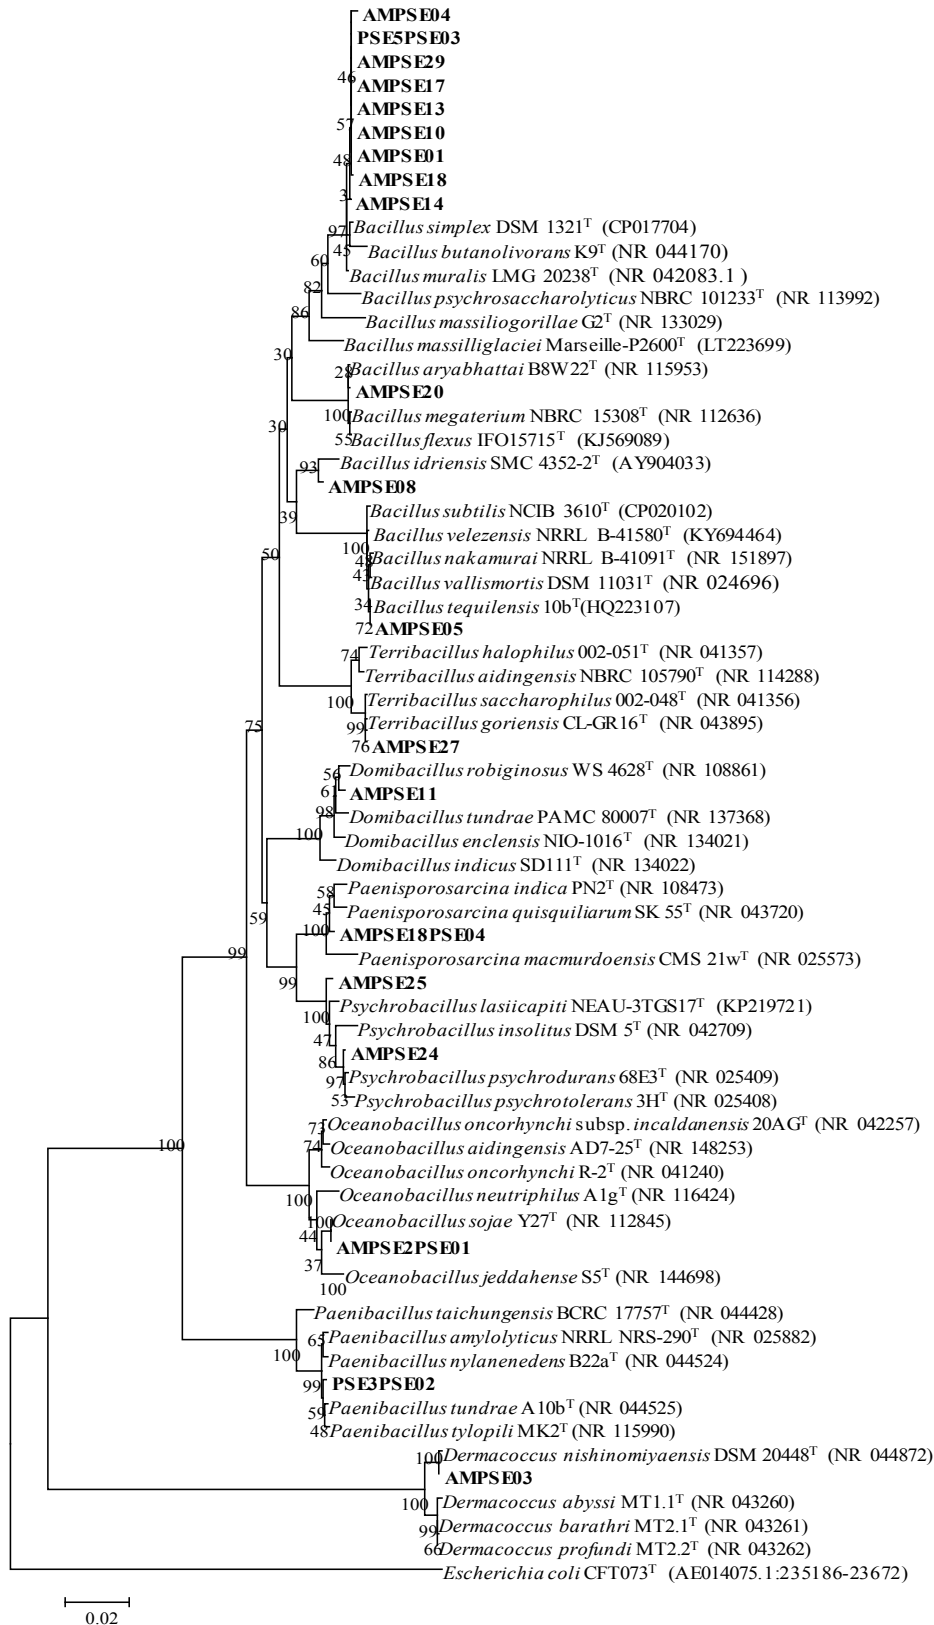 AMPSE04
PSE5PSE03
AMPSE29
46
AMPSE17
AMPSE13
57
AMPSE10
AMPSE01
48
AMPSE18
3
AMPSE14
Bacillus simplex DSM 1321T (CP017704)
97
45
Bacillus butanolivorans K9T (NR 044170)
60
Bacillus muralis LMG 20238T (NR 042083.1 )
82
Bacillus psychrosaccharolyticus NBRC 101233T (NR 113992)
86
Bacillus massiliogorillae G2T (NR 133029)
Bacillus massilliglaciei Marseille-P2600T (LT223699)
30
Bacillus aryabhattai B8W22T (NR 115953)
28
AMPSE20
100
Bacillus megaterium NBRC 15308T (NR 112636)
30
55
Bacillus flexus IFO15715T (KJ569089)
Bacillus idriensis SMC 4352-2T (AY904033)
93
AMPSE08
Bacillus subtilis NCIB 3610T (CP020102)
39
Bacillus velezensis NRRL B-41580T (KY694464)
100
50
Bacillus nakamurai NRRL B-41091T (NR 151897)
43
Bacillus vallismortis DSM 11031T (NR 024696)
34
Bacillus tequilensis 10bT(HQ223107)
72
AMPSE05
Terribacillus halophilus 002-051T (NR 041357)
74
Terribacillus aidingensis NBRC 105790T (NR 114288)
100
Terribacillus saccharophilus 002-048T (NR 041356)
75
99
Terribacillus goriensis CL-GR16T (NR 043895)
76
AMPSE27
Domibacillus robiginosus WS 4628T (NR 108861)
56
61
AMPSE11
98
Domibacillus tundrae PAMC 80007T (NR 137368)
100
Domibacillus enclensis NIO-1016T (NR 134021)
Domibacillus indicus SD111T (NR 134022)
58
Paenisporosarcina indica PN2T (NR 108473)
45
Paenisporosarcina quisquiliarum SK 55T (NR 043720)
59
100
AMPSE18PSE04
99
Paenisporosarcina macmurdoensis CMS 21wT (NR 025573)
99
AMPSE25
Psychrobacillus lasiicapiti NEAU-3TGS17T (KP219721)
100
Psychrobacillus insolitus DSM 5T (NR 042709)
47
AMPSE24
86
Psychrobacillus psychrodurans 68E3T (NR 025409)
97
53
Psychrobacillus psychrotolerans 3HT (NR 025408)
Oceanobacillus oncorhynchi subsp. incaldanensis 20AGT (NR 042257)
73
100
74
Oceanobacillus aidingensis AD7-25T (NR 148253)
Oceanobacillus oncorhynchi R-2T (NR 041240)
100
Oceanobacillus neutriphilus A1gT (NR 116424)
100
Oceanobacillus sojae Y27T (NR 112845)
44
AMPSE2PSE01
37
Oceanobacillus jeddahense S5T (NR 144698)
100
Paenibacillus taichungensis BCRC 17757T (NR 044428)
65
Paenibacillus amylolyticus NRRL NRS-290T (NR 025882)
100
Paenibacillus nylanenedens B22aT (NR 044524)
99
PSE3PSE02
59
Paenibacillus tundrae A10bT (NR 044525)
48
Paenibacillus tylopili MK2T (NR 115990)
100
Dermacoccus nishinomiyaensis DSM 20448T (NR 044872)
AMPSE03
100
Dermacoccus abyssi MT1.1T (NR 043260)
99
Dermacoccus barathri MT2.1T (NR 043261)
66
Dermacoccus profundi MT2.2T (NR 043262)
Escherichia coli CFT073T (AE014075.1:235186-23672)
0.02